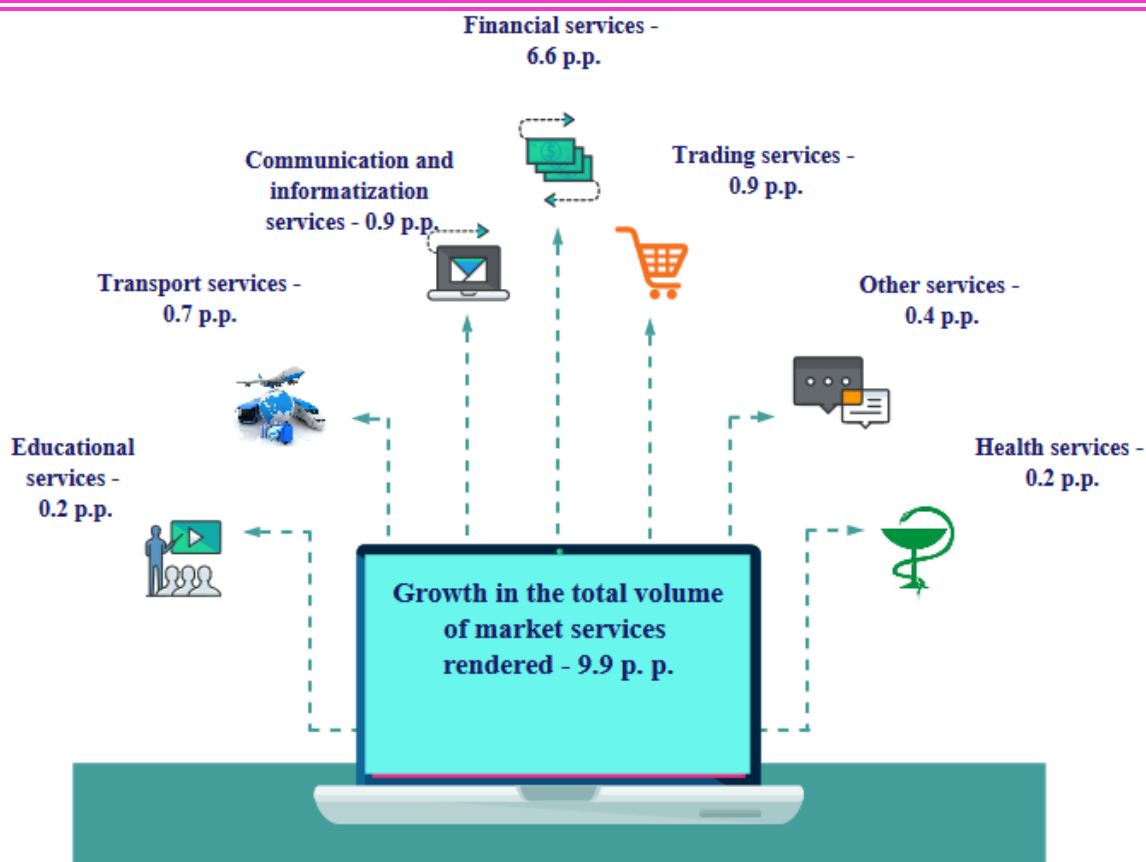 Financial services -
6.6 p.p.
Communication and
informatization
services - 0.9 p.p.
Trading services -
0.9 p.p.
Transport services -
0.7 p.p.
Other services -
0.4 p.p.
Educational
services -
0.2 p.p.
Health services -
0.2 p.p.
Growth in the total volume
of market services
rendered - 9.9 p. p.